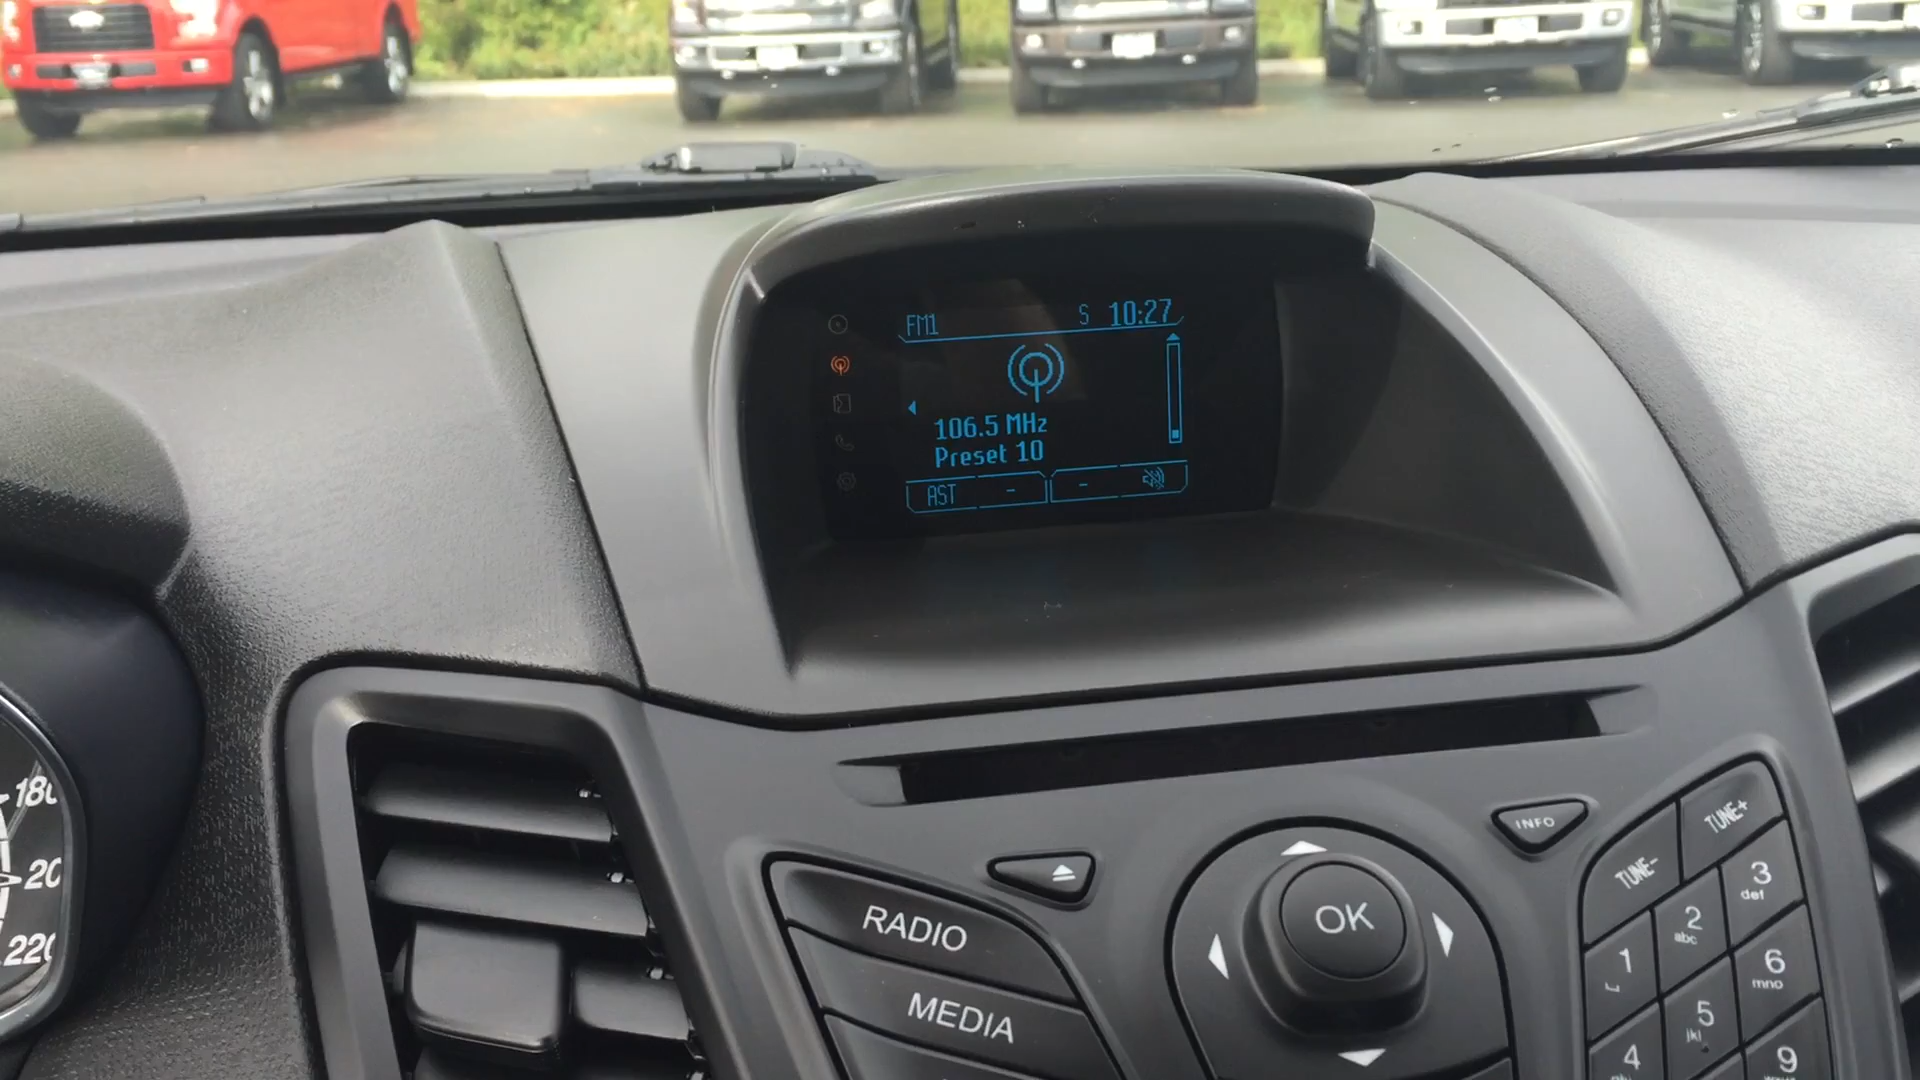 FM1 S 10:27
106.5 MHz
Preset 10
AST - -
180
20
220
RADIO
MEDIA
OK
INFO
TUNE- TUNE+
1 2 abc 3 def
4 5 jkl 6 mno
9